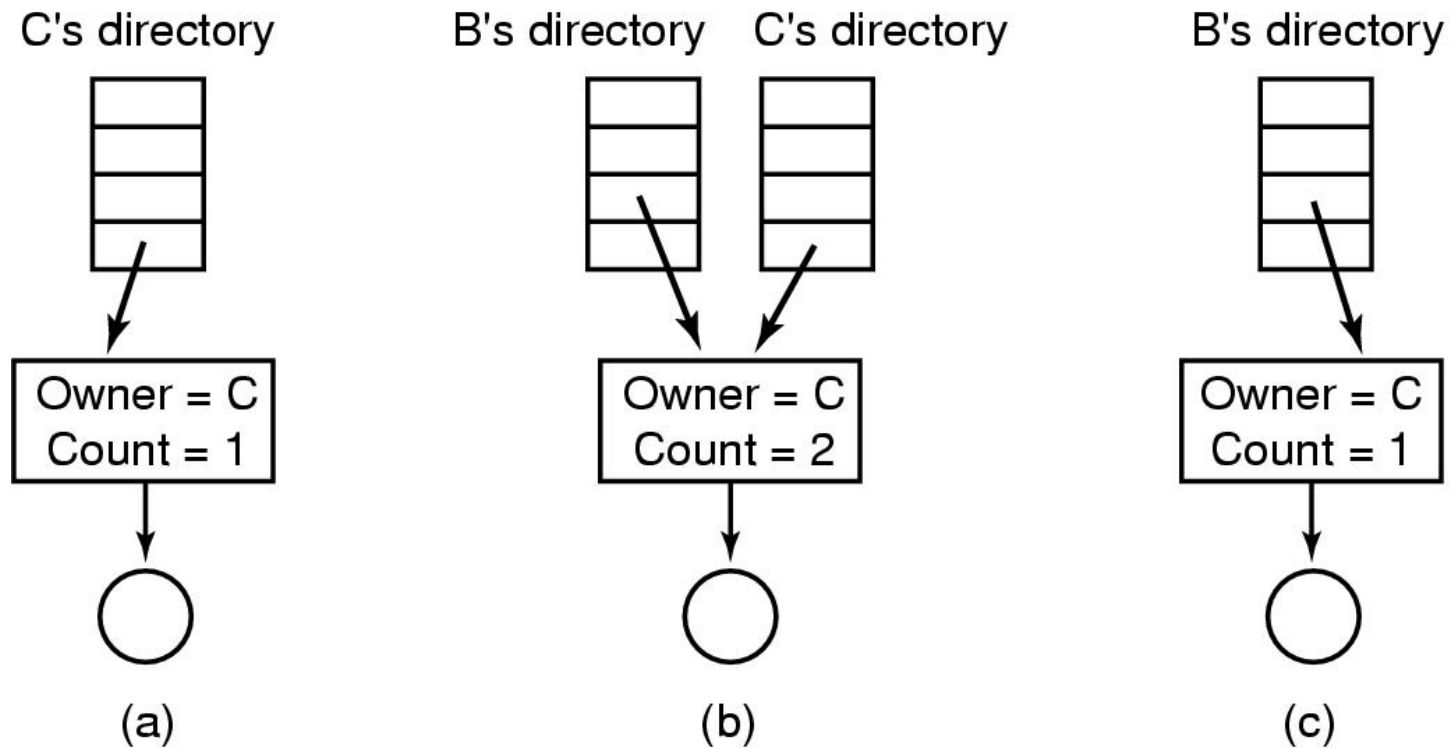 C's directory
B's directory
C's directory
B's directory
Owner = C
Count = 1
Owner = C
Count = 2
Owner = C
Count = 1
(a)
(b)
(c)